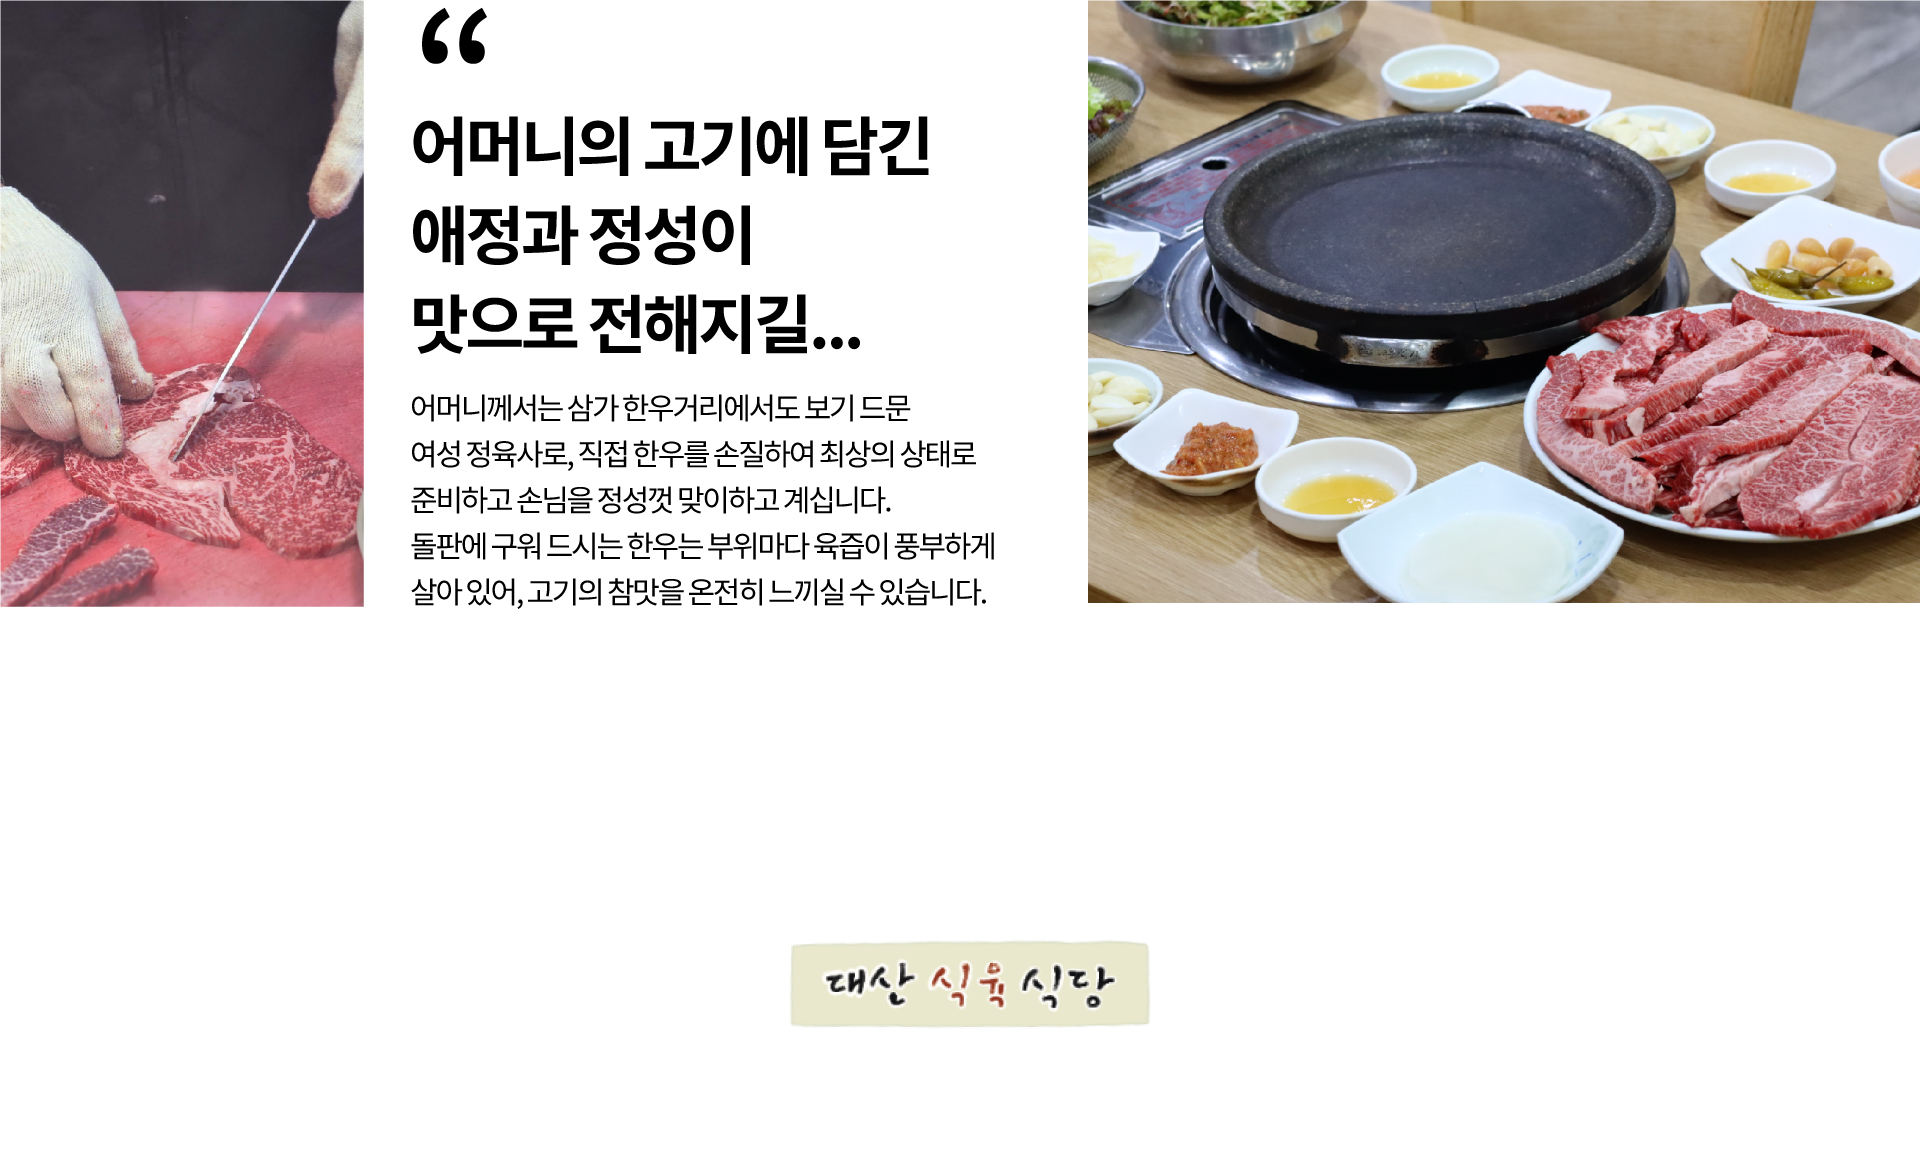 “
어머니의 고기에 담긴
애정과 정성이
맛으로 전해지길...
어머니께서는 삼가 한우거리에서도 보기 드문
여성 정육사로, 직접 한우를 손질하여 최상의 상태로
준비하고 손님을 정성껏 맞이하고 계십니다.
돌판에 구워 드시는 한우는 부위마다 육즙이 풍부하게
살아 있어, 고기의 참맛을 온전히 느끼실 수 있습니다.
대산 식육 식당